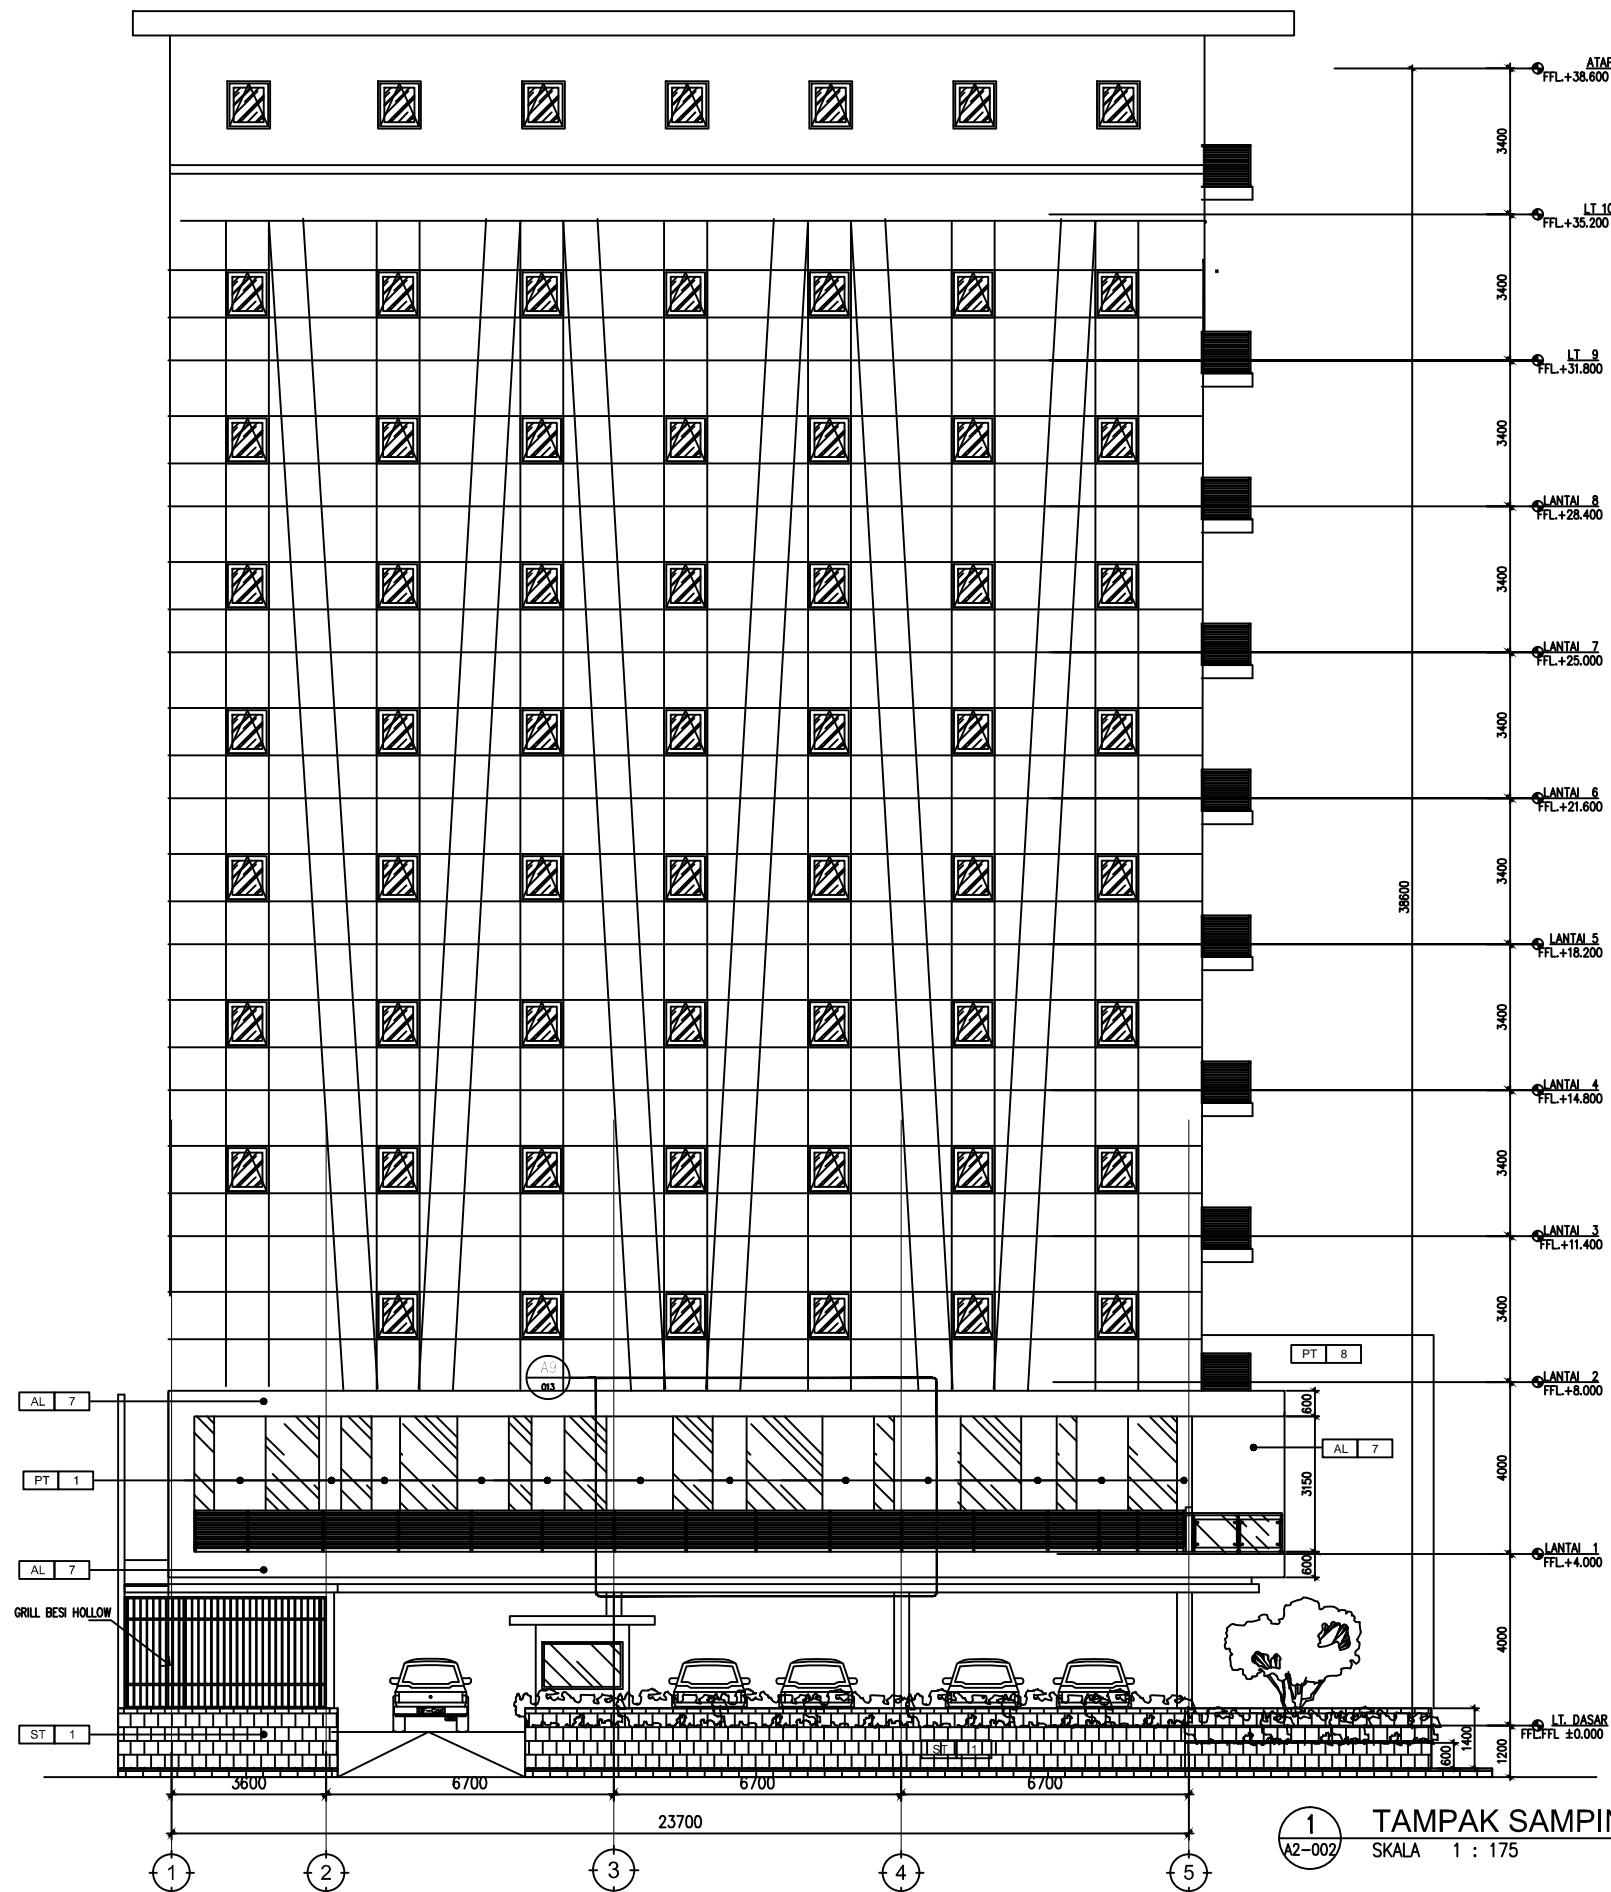 ATAP
FFL.+38.600
3400
LT 10
FFL.+35.200
3400
LT 9
FFL.+31.800
3400
LANTAI 8
FFL.+28.400
3400
LANTAI 7
FFL.+25.000
3400
LANTAI 6
FFL.+21.600
3400
38600
LANTAI 5
FFL.+18.200
3400
LANTAI 4
FFL.+14.800
3400
LANTAI 3
FFL.+11.400
3400
PT 8
A9
013
LANTAI 2
FFL.+8.000
AL 7
600
AL 7
PT 1
3150
4000
LANTAI 1
FFL.+4.000
AL 7
600
GRILL BESI HOLLOW
4000
ST 1
ST 1
LT. DASAR
FFL.FFL ±0.000
600
1400
1200
3600
6700
6700
6700
23700
1
A2-002
TAMPAK SAMPIN
SKALA 1 : 175
1
2
3
4
5